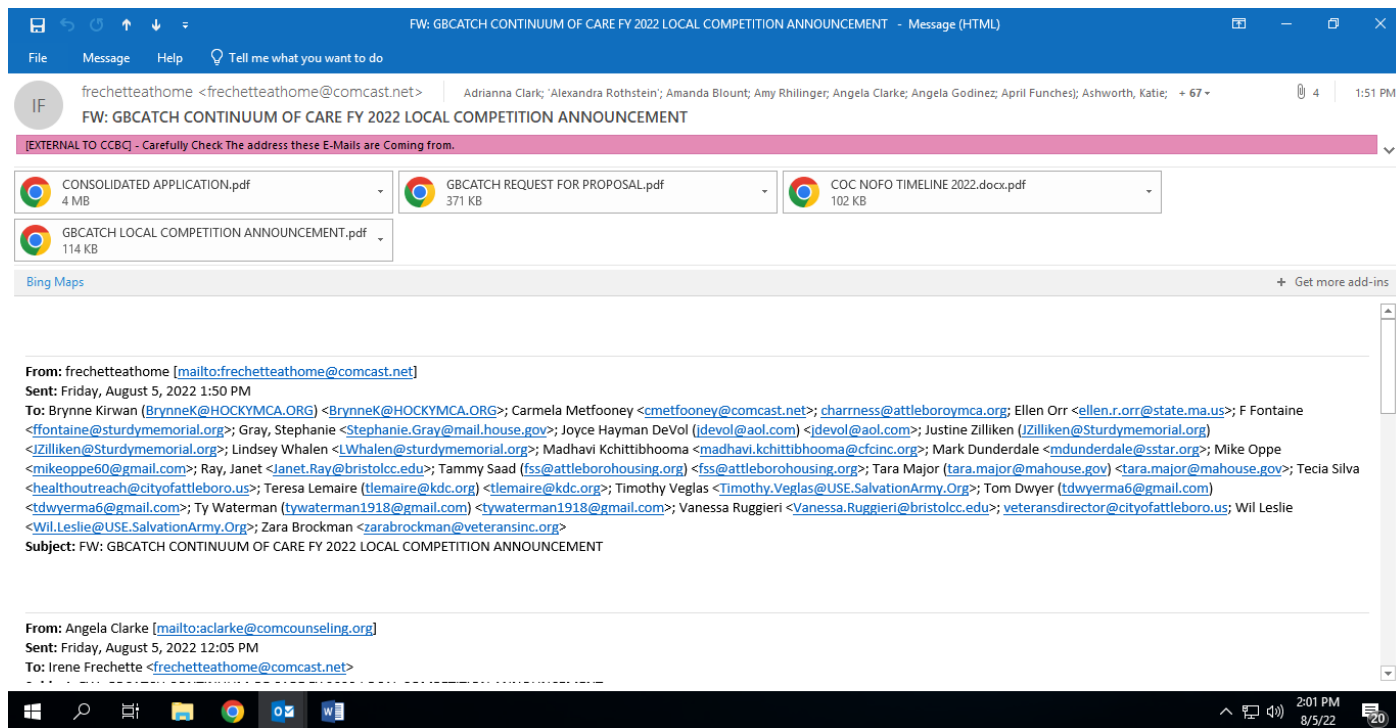 FW: GBCATCH CONTINUUM OF CARE FY 2022 LOCAL COMPETITION ANNOUNCEMENT - Message (HTML)
File Message Help Tell me what you want to do
IF
frechetteathome <frechetteathome@comcast.net> Adrianna Clark; 'Alexandra Rothstein'; Amanda Blount; Amy Rhilinger; Angela Clarke; Angela Godinez; April Funches); Ashworth, Katie; + 67 4 1:51 PM
FW: GBCATCH CONTINUUM OF CARE FY 2022 LOCAL COMPETITION ANNOUNCEMENT
[EXTERNAL TO CCBC] - Carefully Check The address these E-Mails are Coming from.
CONSOLIDATED APPLICATION.pdf
4 MB
GBCATCH REQUEST FOR PROPOSAL.pdf
371 KB
COC NOFO TIMELINE 2022.docx.pdf
102 KB
GBCATCH LOCAL COMPETITION ANNOUNCEMENT.pdf
114 KB
Bing Maps + Get more add-ins
From: frechetteathome [mailto:frechetteathome@comcast.net]
Sent: Friday, August 5, 2022 1:50 PM
To: Brynne Kirwan (BrynneK@HOCKYMCA.ORG) <BrynneK@HOCKYMCA.ORG>; Carmela Metfooney <cmetfooney@comcast.net>; charrness@attleboroymca.org; Ellen Orr <ellen.r.orr@state.ma.us>; F Fontaine
<ffontaine@sturdymemorial.org>; Gray, Stephanie <Stephanie.Gray@mail.house.gov>; Joyce Hayman DeVol (jdevol@aol.com) <jdevol@aol.com>; Justine Zilliken (JZilliken@Sturdymemorial.org)
<JZilliken@Sturdymemorial.org>; Lindsey Whalen <LWhalen@sturdymemorial.org>; Madhavi Kchittibhooma <madhavi.kchittibhooma@cfcinc.org>; Mark Dunderdale <mdunderdale@sstar.org>; Mike Oppe
<mikeoppe60@gmail.com>; Ray, Janet <Janet.Ray@bristolcc.edu>; Tammy Saad (fss@attleborohousing.org) <fss@attleborohousing.org>; Tara Major (tara.major@mahouse.gov) <tara.major@mahouse.gov>; Tecia Silva
<healthoutreach@cityofattleboro.us>; Teresa Lemaire (tlemaire@kdc.org) <tlemaire@kdc.org>; Timothy Veglas <Timothy.Veglas@USE.SalvationArmy.Org>; Tom Dwyer (tdwyerma6@gmail.com)
<tdwyerma6@gmail.com>; Ty Waterman (tywaterman1918@gmail.com) <tywaterman1918@gmail.com>; Vanessa Ruggieri <Vanessa.Ruggieri@bristolcc.edu>; veteransdirector@cityofattleboro.us; Wil Leslie
<Wil.Leslie@USE.SalvationArmy.Org>; Zara Brockman <zarabrockman@veteransinc.org>
Subject: FW: GBCATCH CONTINUUM OF CARE FY 2022 LOCAL COMPETITION ANNOUNCEMENT
From: Angela Clarke [mailto:aclarke@comcounseling.org]
Sent: Friday, August 5, 2022 12:05 PM
To: Irene Frechette <frechetteathome@comcast.net>
2:01 PM
8/5/22
20